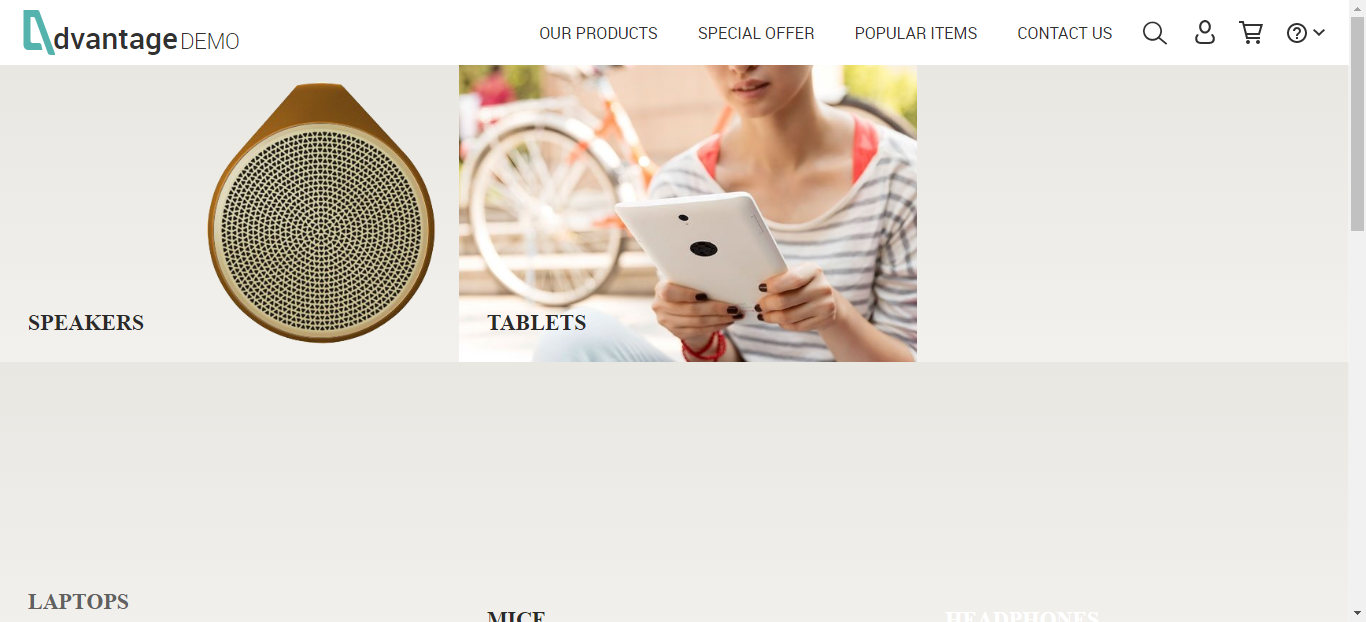 dvantage DEMO
OUR PRODUCTS SPECIAL OFFER POPULAR ITEMS CONTACT US
SPEAKERS
TABLETS
LAPTOPS
MICE
HEADPHONES